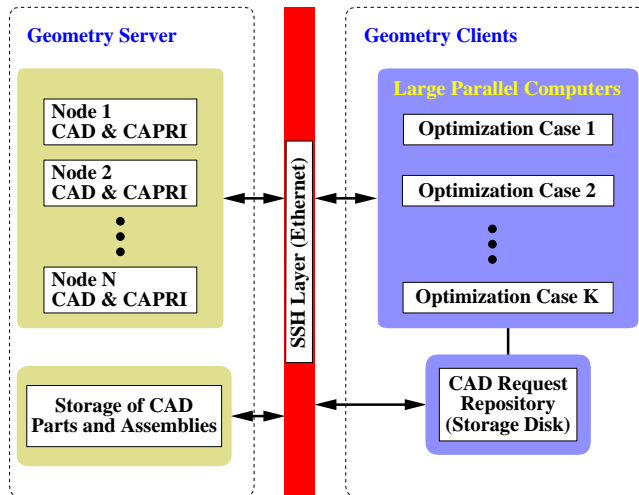 Geometry Server
Node 1
CAD & CAPRI
Node 2
CAD & CAPRI
Node N
CAD & CAPRI
Storage of CAD
Parts and Assemblies
SSH Layer (Ethernet)
Geometry Clients
Large Parallel Computers
Optimization Case 1
Optimization Case 2
Optimization Case K
CAD Request
Repository
(Storage Disk)